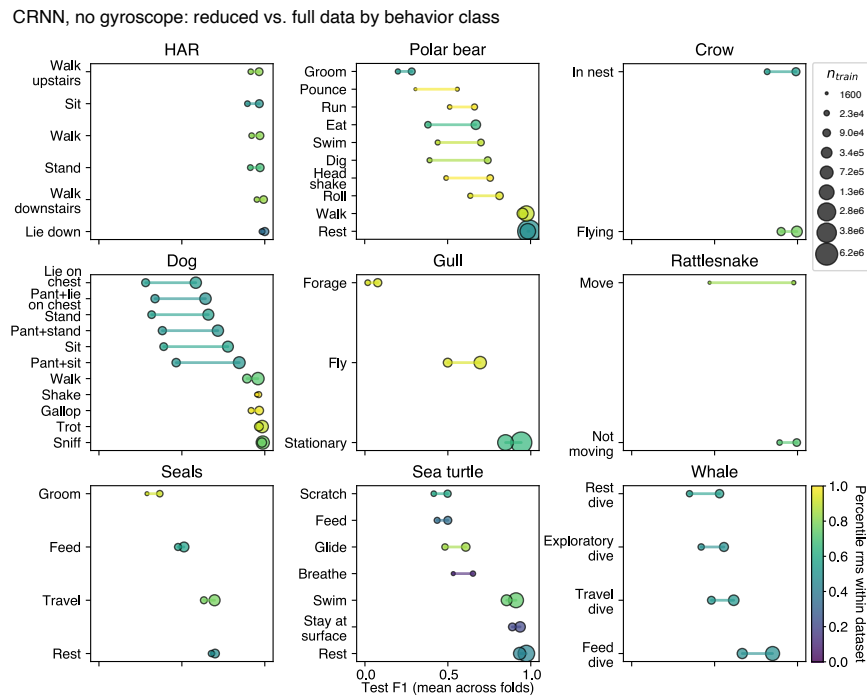 CRNN, no gyroscope: reduced vs. full data by behavior class
HAR
Walk
upstairs
Sit
Walk
Stand
Walk
downstairs
Lie down
Polar bear
Groom
Pounce
Run
Eat
Swim
Dig
Head
shake
Roll
Walk
Rest
Crow
In nest
Flying
n_train
1600
2.3e4
9.0e4
3.4e5
7.2e5
1.3e6
2.8e6
3.8e6
6.2e6
Dog
Lie on
chest
Pant+lie
on chest
Stand
Pant+stand
Sit
Pant+sit
Walk
Shake
Gallop
Trot
Sniff
Gull
Forage
Fly
Stationary
Rattlesnake
Move
Not
moving
Seals
Groom
Feed
Travel
Rest
Sea turtle
Scratch
Feed
Glide
Breathe
Swim
Stay at
surface
Rest
0.0 0.5 1.0
Test F1 (mean across folds)
Whale
Rest
dive
Exploratory
dive
Travel
dive
Feed
dive
1.0
0.8
0.6
0.4
0.2
0.0
Percentile rms within dataset